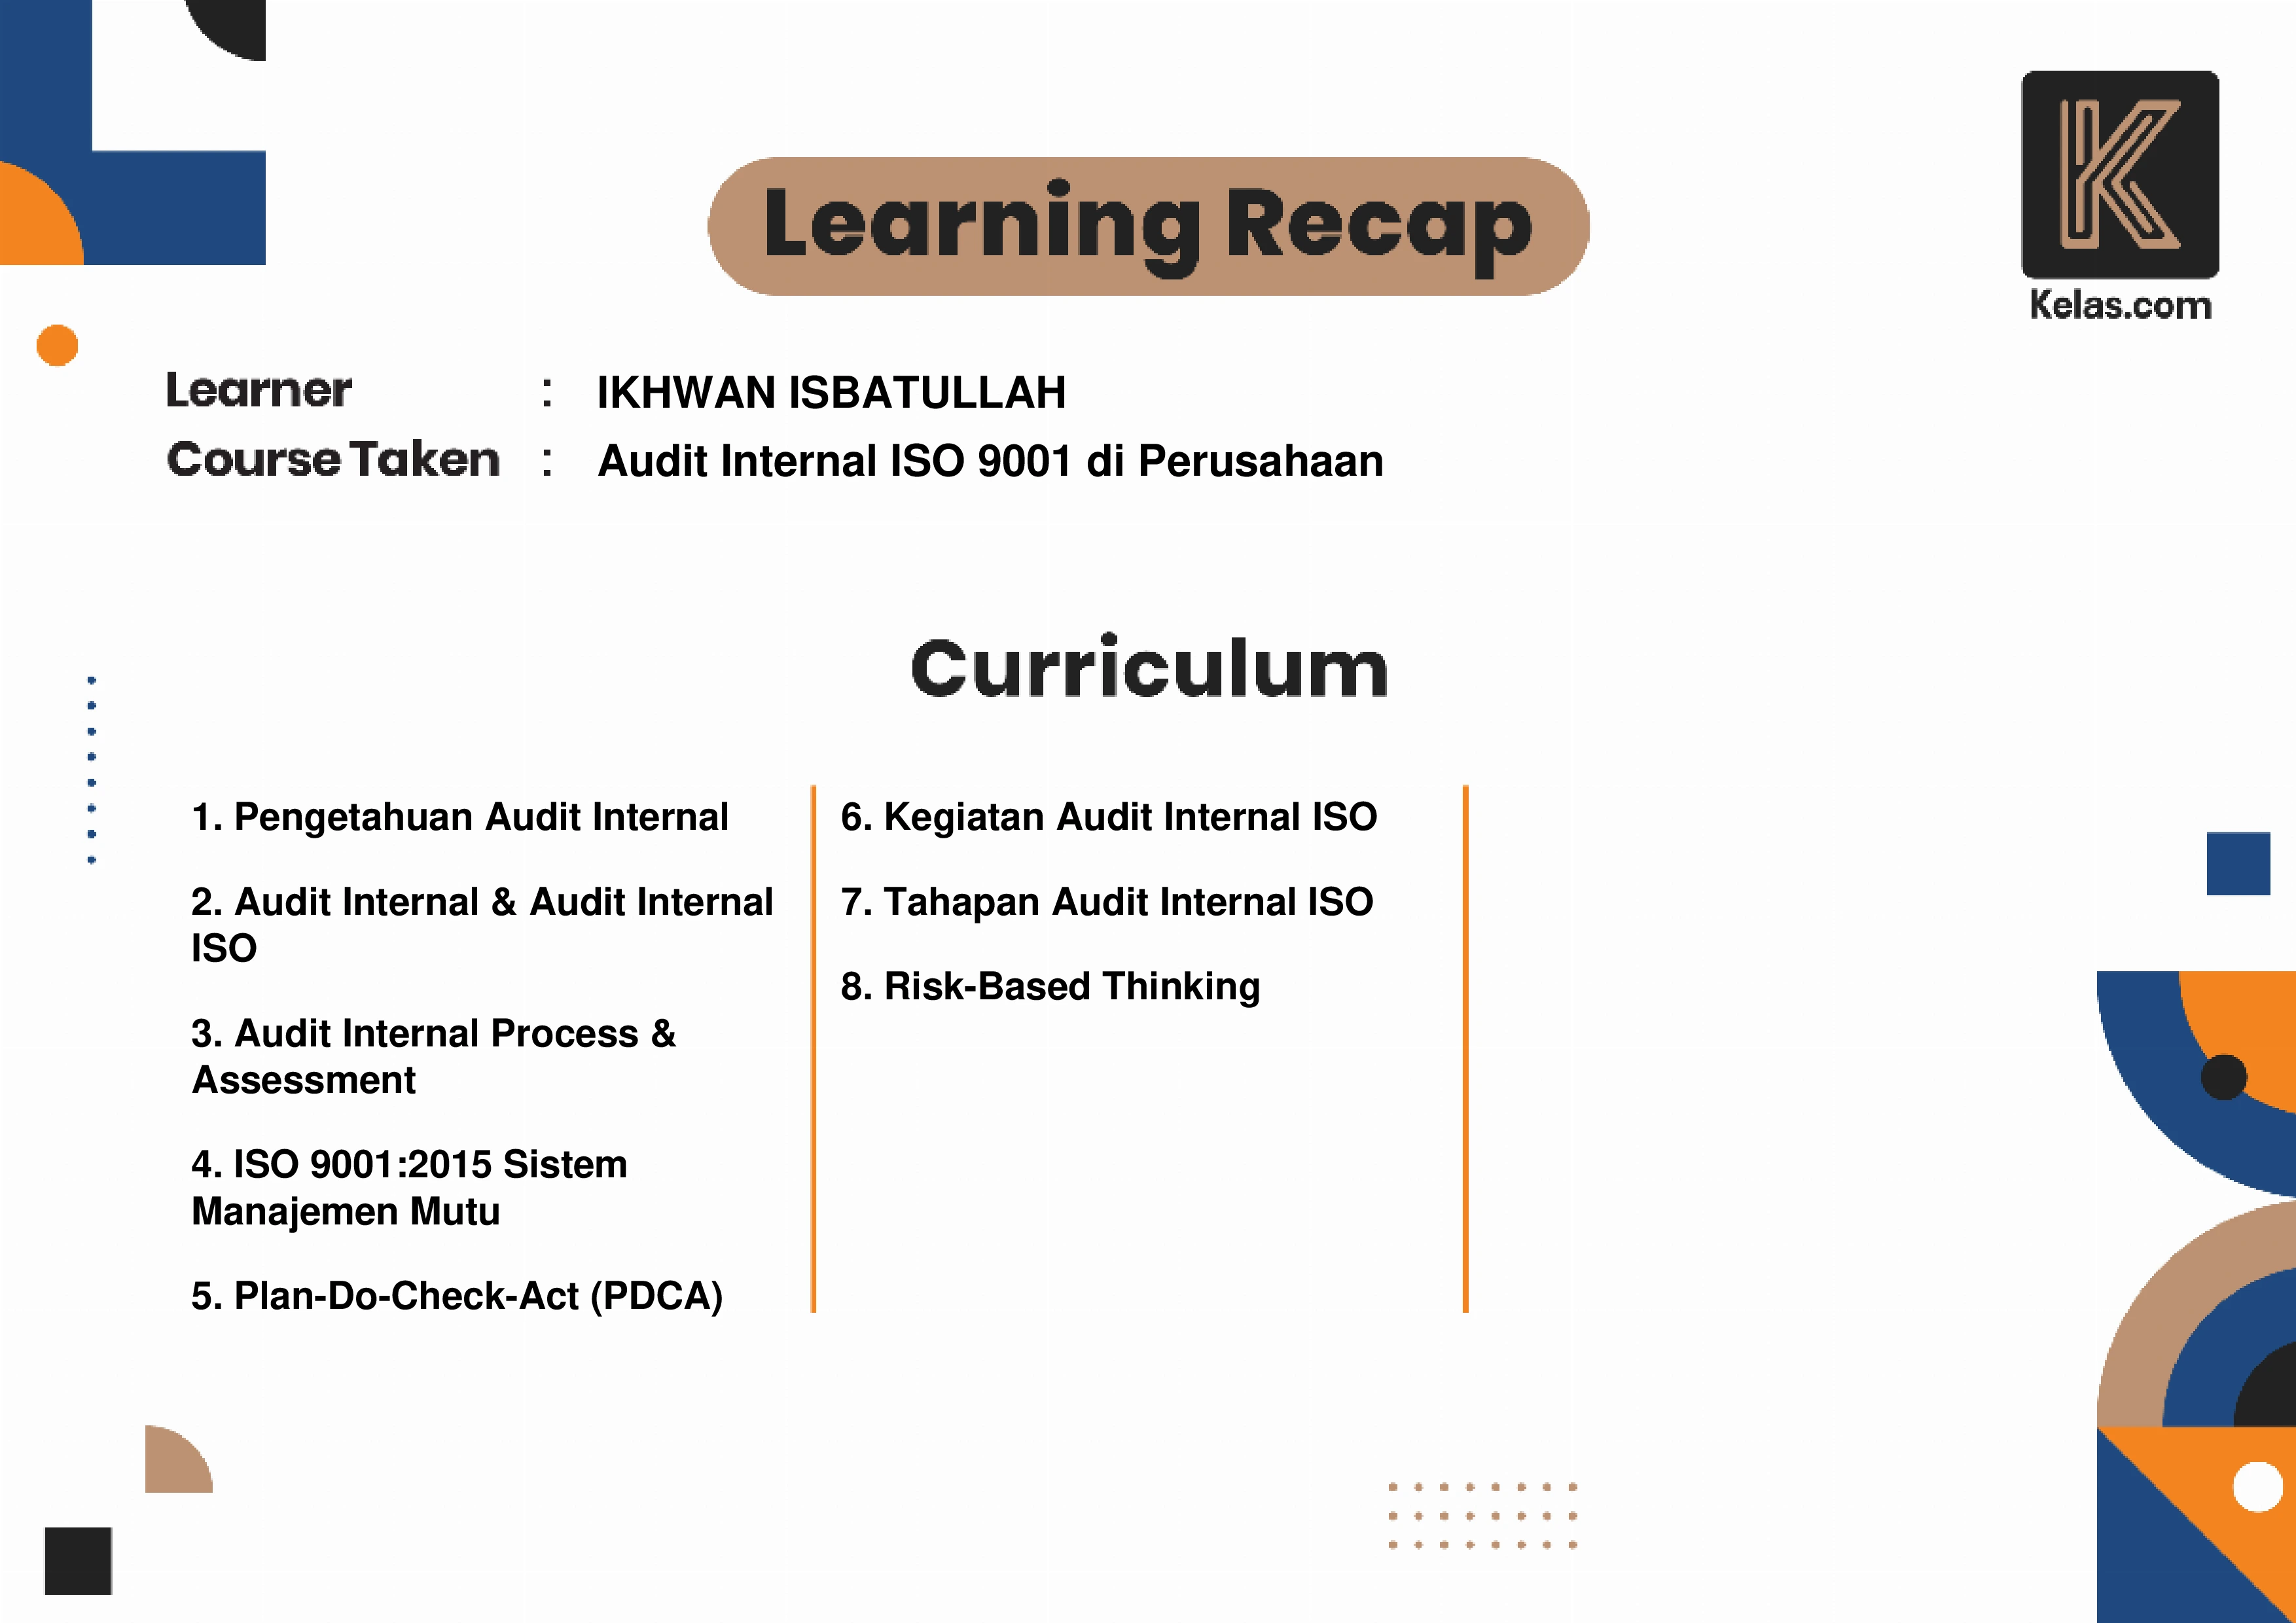 Learning Recap
K
Kelas.com
Learner : IKHWAN ISBATULLAH
Course Taken : Audit Internal ISO 9001 di Perusahaan
Curriculum
1. Pengetahuan Audit Internal
2. Audit Internal & Audit Internal
ISO
3. Audit Internal Process &
Assessment
4. ISO 9001:2015 Sistem
Manajemen Mutu
5. Plan-Do-Check-Act (PDCA)
6. Kegiatan Audit Internal ISO
7. Tahapan Audit Internal ISO
8. Risk-Based Thinking